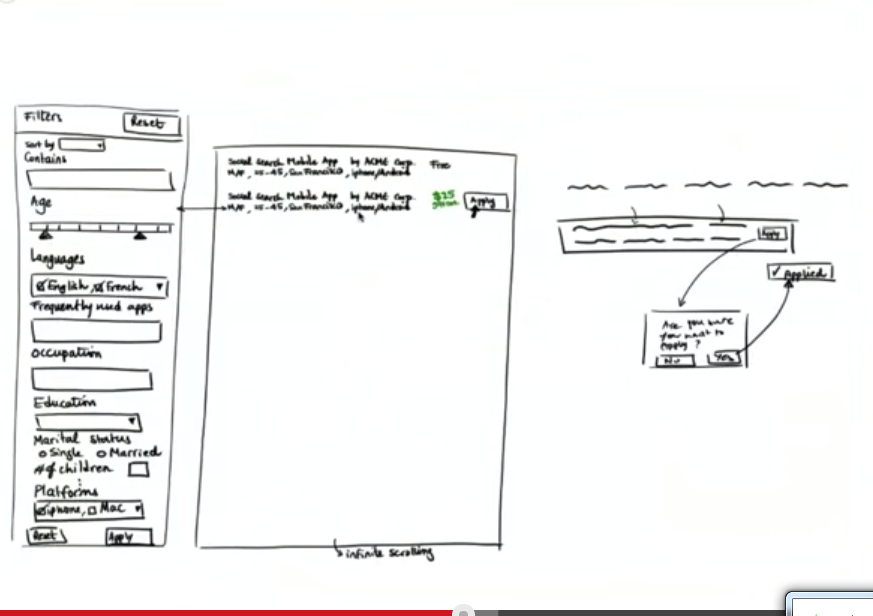 Filters
Reset
Sort by
Contains
Age
Languages
English, French
Frequently used apps
Occupation
Education
Marital Status
Single Married
# of children
Platforms
iphone, Mac
Reset Apply
Social Search Mobile App by ACME Corp. Free
M/F, 25-45, San Francisco, iphone/Android
Social Search Mobile App by ACME Corp. $25
M/F, 25-45, San Francisco, iphone/Android
Apply
infinite scrolling
Apply
✓ Applied
Are you sure
you want to
apply ?
No Yes